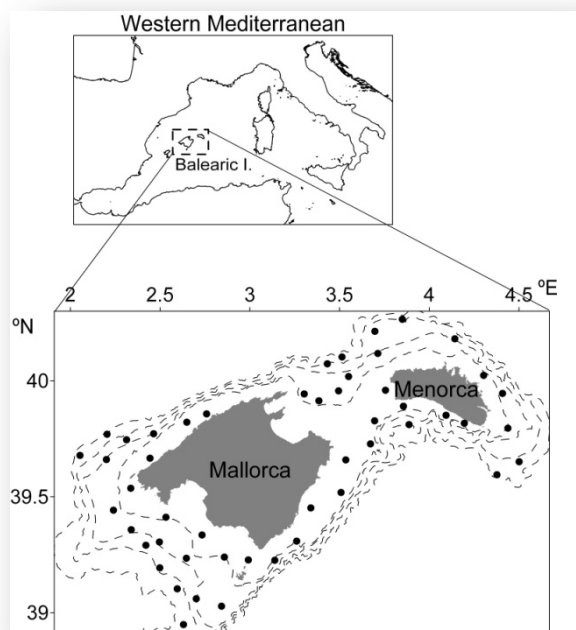 Western Mediterranean
Balearic I.
2 2.5 3 3.5 4 4.5 ºE
ºN
40
Menorca
Mallorca
39.5
39